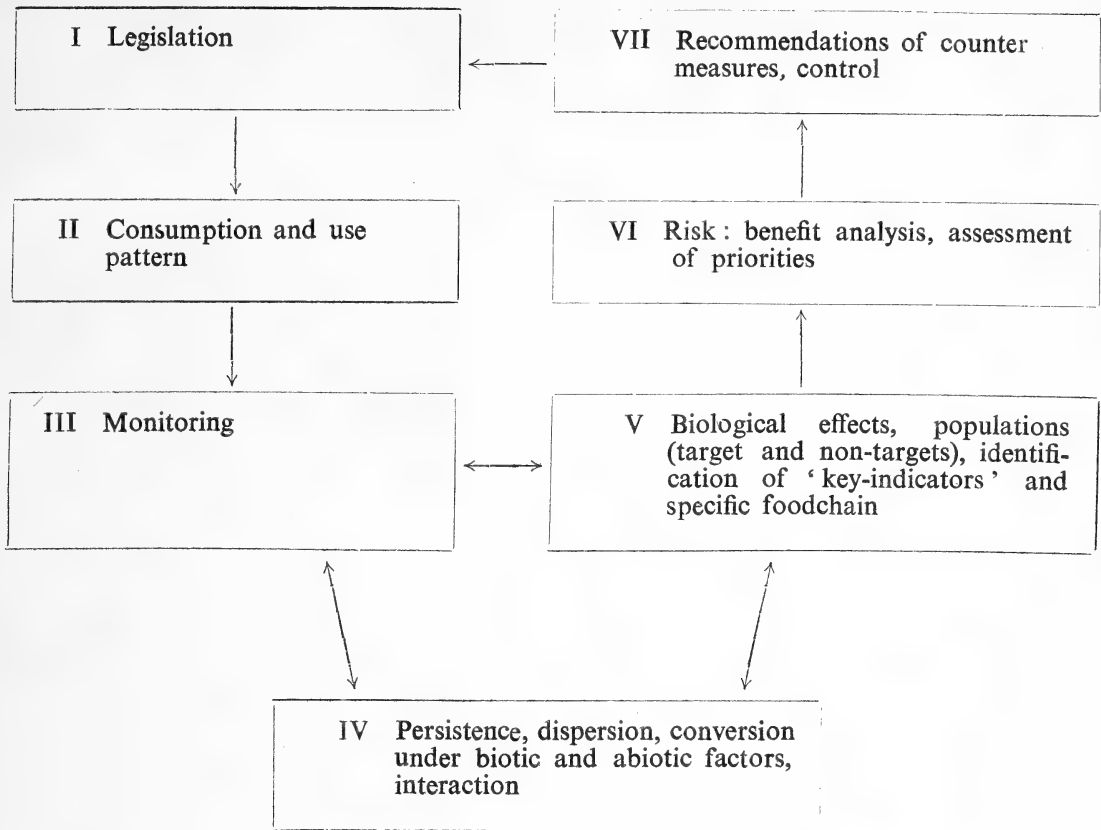 I Legislation
II Consumption and use
pattern
III Monitoring
IV Persistence, dispersion, conversion
under biotic and abiotic factors,
interaction
V Biological effects, populations
(target and non-targets), identifi-
cation of ‘ key-indicators ’ and
specific foodchain
VI Risk : benefit analysis, assessment
of priorities
VII Recommendations of counter
measures, control